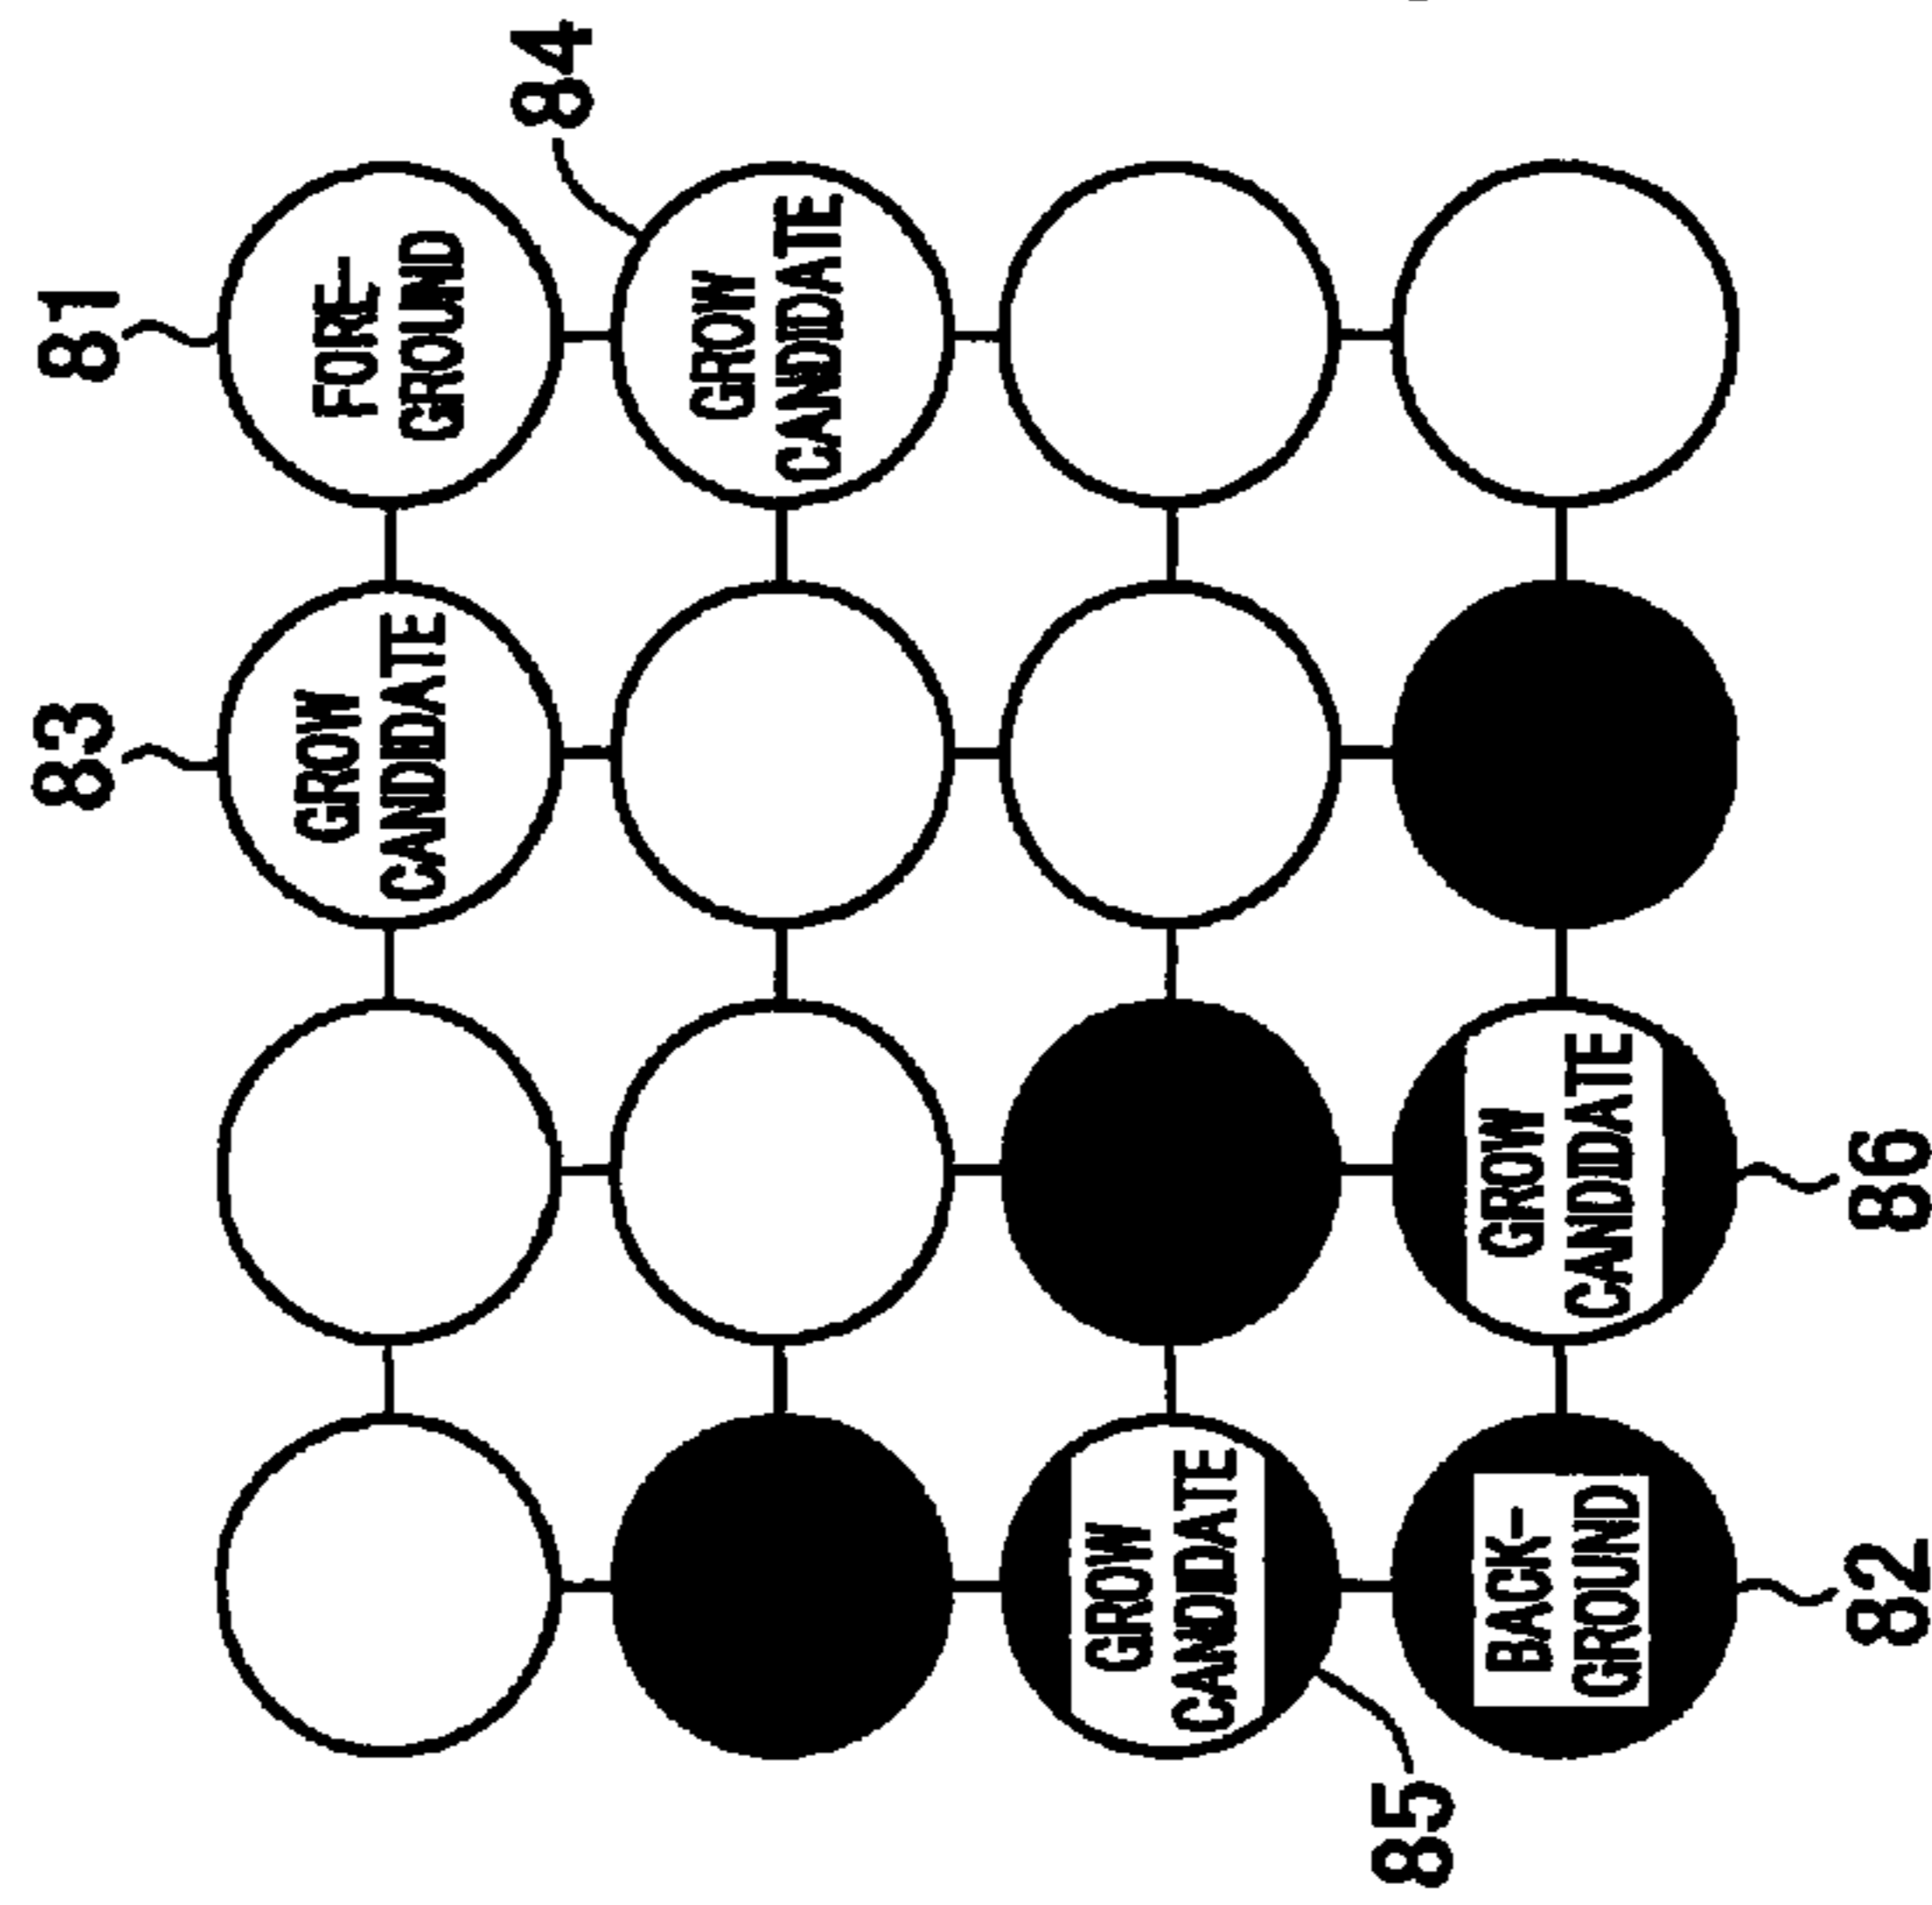 83
81
GROW
CANDIDATE
FORE-
GROUND
84
GROW
CANDIDATE
GROW
CANDIDATE
85
BACK-
GROUND
GROW
CANDIDATE
82
86